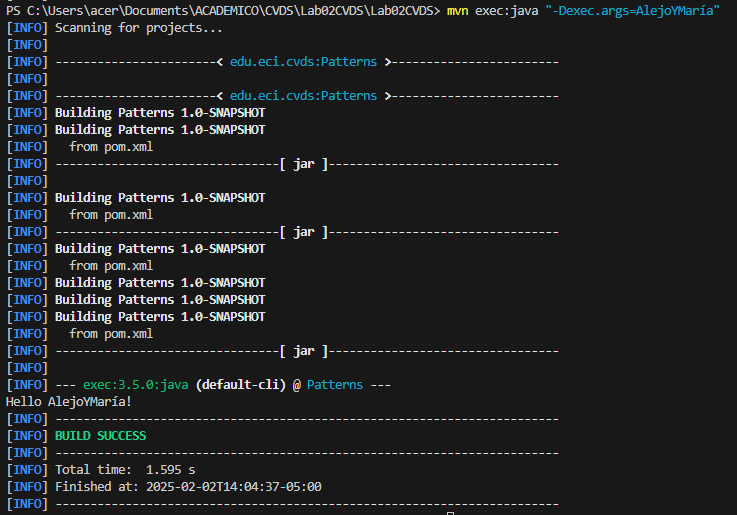 PS C:\Users\acer\Documents\ACADEMICO\CVDS\Lab02CVDS\Lab02CVDS> mvn exec:java "-Dexec.args=AlejoYMaría"
[INFO] Scanning for projects...
[INFO]
[INFO] -----------------------< edu.eci.cvds:Patterns >------------------------
[INFO]
[INFO] -----------------------< edu.eci.cvds:Patterns >------------------------
[INFO] Building Patterns 1.0-SNAPSHOT
[INFO] Building Patterns 1.0-SNAPSHOT
[INFO]   from pom.xml
[INFO] --------------------------------[ jar ]---------------------------------
[INFO]
[INFO] Building Patterns 1.0-SNAPSHOT
[INFO]   from pom.xml
[INFO] --------------------------------[ jar ]---------------------------------
[INFO] Building Patterns 1.0-SNAPSHOT
[INFO]   from pom.xml
[INFO] Building Patterns 1.0-SNAPSHOT
[INFO] Building Patterns 1.0-SNAPSHOT
[INFO] Building Patterns 1.0-SNAPSHOT
[INFO]   from pom.xml
[INFO] --------------------------------[ jar ]---------------------------------
[INFO]
[INFO] --- exec:3.5.0:java (default-cli) @ Patterns ---
Hello AlejoYMaría!
[INFO] ------------------------------------------------------------------------
[INFO] BUILD SUCCESS
[INFO] ------------------------------------------------------------------------
[INFO] Total time:  1.595 s
[INFO] Finished at: 2025-02-02T14:04:37-05:00
[INFO] ------------------------------------------------------------------------